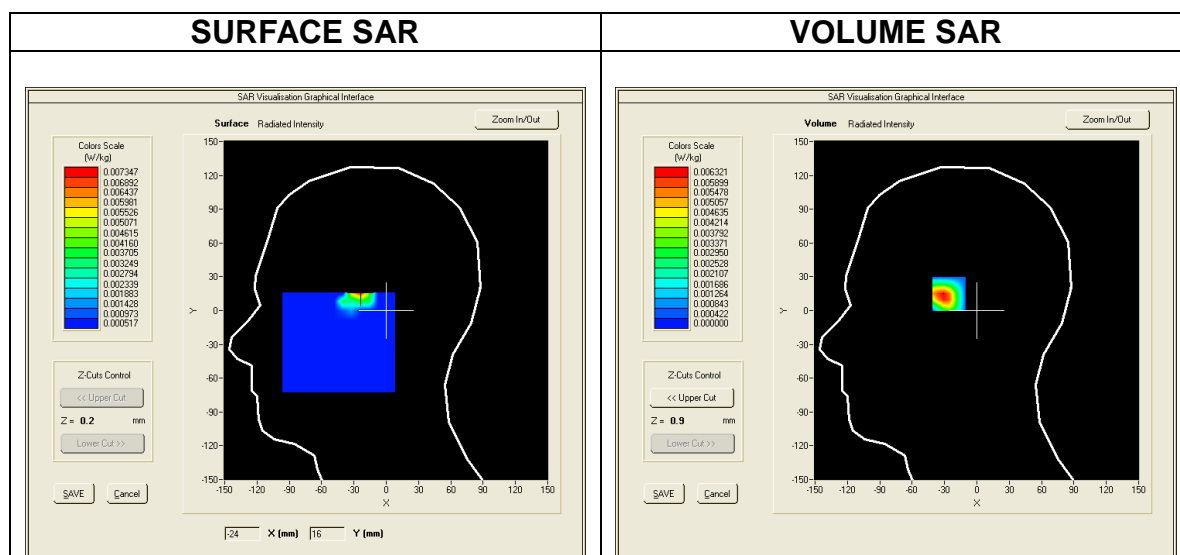 SURFACE SAR
VOLUME SAR
SAR Visualisation Graphical Interface
Surface Radiated Intensity
Zoom In/Out
Colors Scale
(W/kg)
0.007347
0.006892
0.006437
0.005981
0.005526
0.005071
0.004615
0.004160
0.003705
0.003249
0.002794
0.002339
0.001883
0.001428
0.000973
0.000517
150
120
90
60
30
0
-30
-60
-90
-120
-150
Y
-150 -120 -90 -60 -30 0 30 60 90 120 150
X
Z-Cuts Control
<< Upper Cut
Z = 0.2 mm
Lower Cut >>
SAVE Cancel
-24 X (mm) 16 Y (mm)
SAR Visualisation Graphical Interface
Volume Radiated Intensity
Zoom In/Out
Colors Scale
(W/kg)
0.006321
0.005899
0.005478
0.005057
0.004635
0.004214
0.003792
0.003371
0.002950
0.002528
0.002107
0.001686
0.001264
0.000843
0.000422
0.000000
150
120
90
60
30
0
-30
-60
-90
-120
-150
Y
-150 -120 -90 -60 -30 0 30 60 90 120 150
X
Z-Cuts Control
<< Upper Cut
Z = 0.9 mm
Lower Cut >>
SAVE Cancel